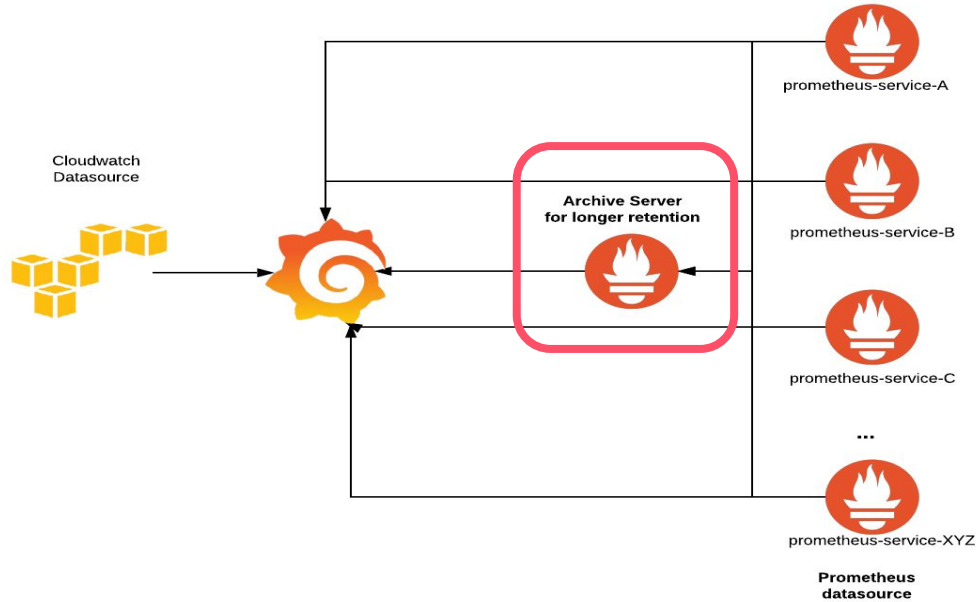 prometheus-service-A
Cloudwatch
Datasource
Archive Server
for longer retention
prometheus-service-B
prometheus-service-C
...
prometheus-service-XYZ
Prometheus
datasource